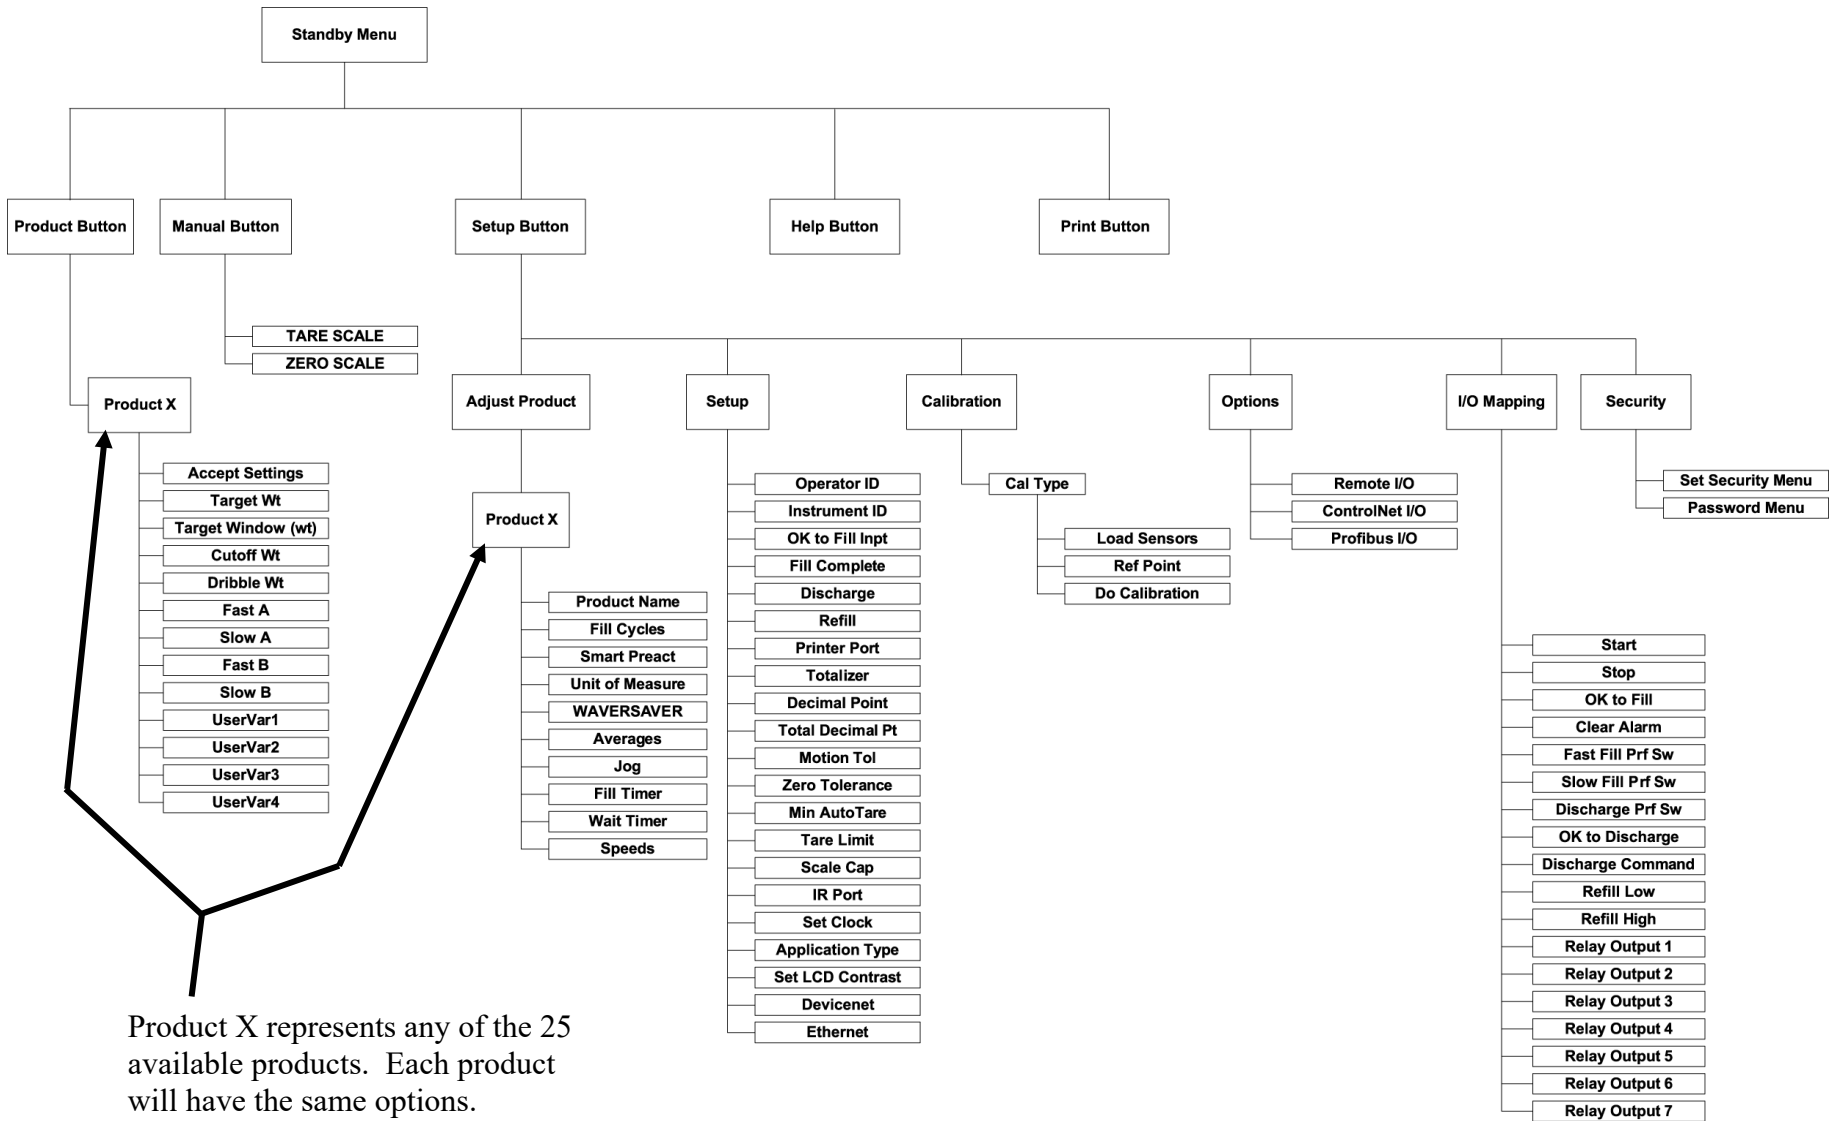 Standby Menu
Product Button
Manual Button
Setup Button
Help Button
Print Button
TARE SCALE
ZERO SCALE
Product X
Accept Settings
Target Wt
Target Window (wt)
Cutoff Wt
Dribble Wt
Fast A
Slow A
Fast B
Slow B
UserVar1
UserVar2
UserVar3
UserVar4
Adjust Product
Product X
Product Name
Fill Cycles
Smart Preact
Unit of Measure
WAVERSAVER
Averages
Jog
Fill Timer
Wait Timer
Speeds
Setup
Operator ID
Instrument ID
OK to Fill Inpt
Fill Complete
Discharge
Refill
Printer Port
Totalizer
Decimal Point
Total Decimal Pt
Motion Tol
Zero Tolerance
Min AutoTare
Tare Limit
Scale Cap
IR Port
Set Clock
Application Type
Set LCD Contrast
Devicenet
Ethernet
Calibration
Cal Type
Load Sensors
Ref Point
Do Calibration
Options
Remote I/O
ControlNet I/O
Profibus I/O
I/O Mapping
Start
Stop
OK to Fill
Clear Alarm
Fast Fill Prf Sw
Slow Fill Prf Sw
Discharge Prf Sw
OK to Discharge
Discharge Command
Refill Low
Refill High
Relay Output 1
Relay Output 2
Relay Output 3
Relay Output 4
Relay Output 5
Relay Output 6
Relay Output 7
Security
Set Security Menu
Password Menu
Product X represents any of the 25
available products.  Each product
will have the same options.